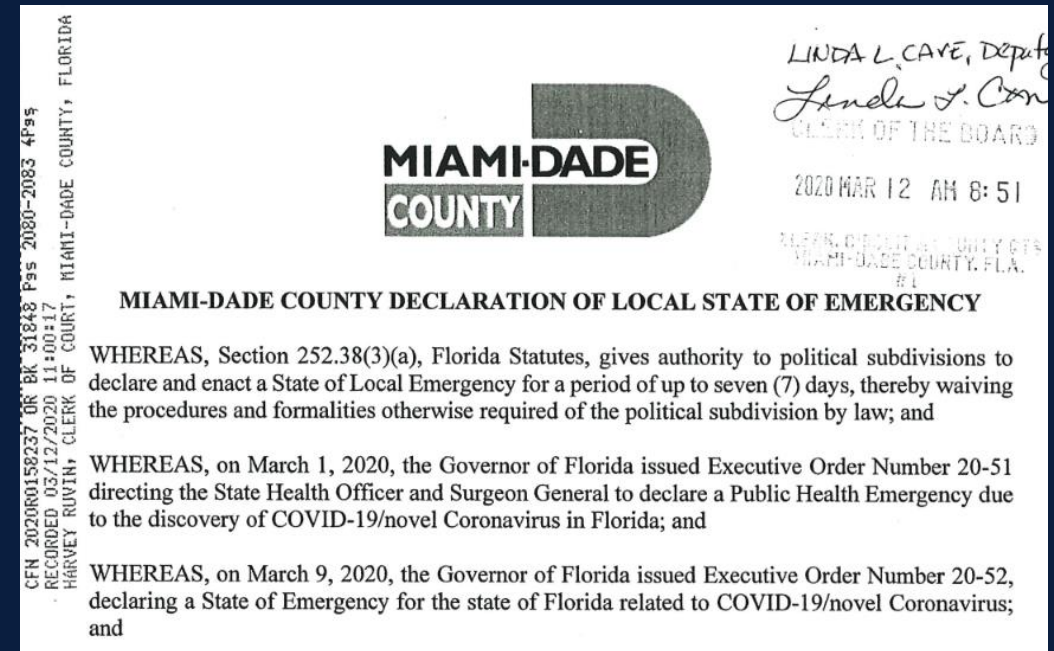 CFN 2020R0158237 OR BK 31848 Pgs 2080-2083 4Pgs
RECORDED 03/12/2020 11:00:17
HARVEY RUVIN, CLERK OF COURT, MIAMI-DADE COUNTY, FLORIDA
LINDA L. CAVE, Deputy
Linda L. Cav
CLERK OF THE BOARD
2020 MAR 12 AM 8:51
CLERK, CIRCUIT & COUNTY CTS
MIAMI-DADE COUNTY, FLA.
#1
MIAMI-DADE
COUNTY
MIAMI-DADE COUNTY DECLARATION OF LOCAL STATE OF EMERGENCY
WHEREAS, Section 252.38(3)(a), Florida Statutes, gives authority to political subdivisions to
declare and enact a State of Local Emergency for a period of up to seven (7) days, thereby waiving
the procedures and formalities otherwise required of the political subdivision by law; and
WHEREAS, on March 1, 2020, the Governor of Florida issued Executive Order Number 20-51
directing the State Health Officer and Surgeon General to declare a Public Health Emergency due
to the discovery of COVID-19/novel Coronavirus in Florida; and
WHEREAS, on March 9, 2020, the Governor of Florida issued Executive Order Number 20-52,
declaring a State of Emergency for the state of Florida related to COVID-19/novel Coronavirus;
and